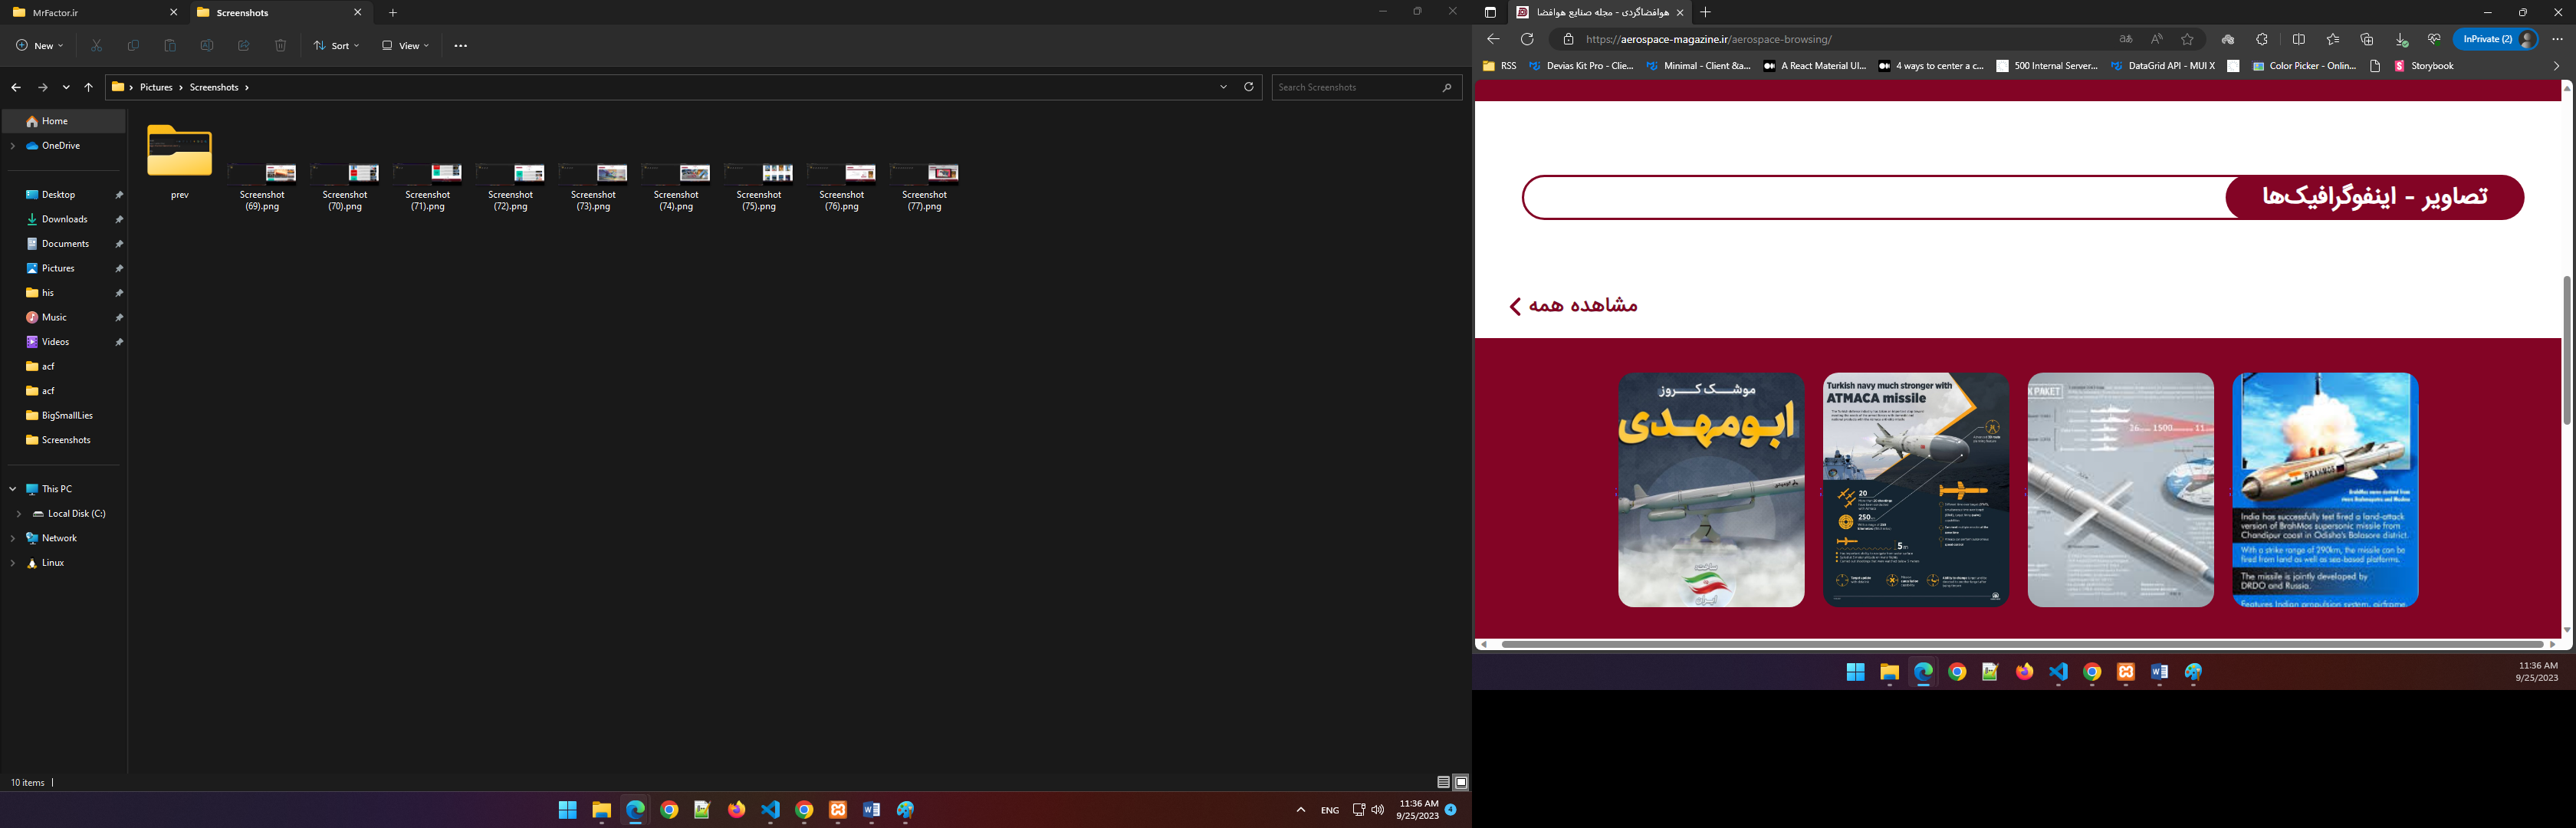 MrFactor.ir
Screenshots
New
Sort
View
Pictures
Screenshots
Search Screenshots
Home
OneDrive
Desktop
Downloads
Documents
Pictures
his
Music
Videos
acf
acf
BigSmallLies
Screenshots
This PC
Local Disk (C:)
Network
Linux
prev
Screenshot (69).png
Screenshot (70).png
Screenshot (71).png
Screenshot (72).png
Screenshot (73).png
Screenshot (74).png
Screenshot (75).png
Screenshot (76).png
Screenshot (77).png
10 items
ENG
11:36 AM
9/25/2023
4
هوافضاگردی - مجله صنایع هوافضا
https://aerospace-magazine.ir/aerospace-browsing/
InPrivate (2)
RSS
Devias Kit Pro - Clie...
Minimal - Client &a...
A React Material UI...
4 ways to center a c...
500 Internal Server...
DataGrid API - MUI X
Color Picker - Onlin...
Storybook
تصاویر - اینفوگرافیک‌ها
مشاهده همه
موشک کروز
ابومهدی
ساخت
ایران
Turkish navy much stronger with
ATMACA missile
20
250
5 m
K PAKET
26
1500
11
BRAHMOS
India has successfully test fired a land-attack
version of BrahMos supersonic missile from
Chandipur coast in Odisha's Balasore district.
With a strike range of 290km, the missile can be
fired from land as well as sea-based platforms.
The missile is jointly developed by
DRDO and Russia.
Features Indian propulsion system, airframe
11:36 AM
9/25/2023